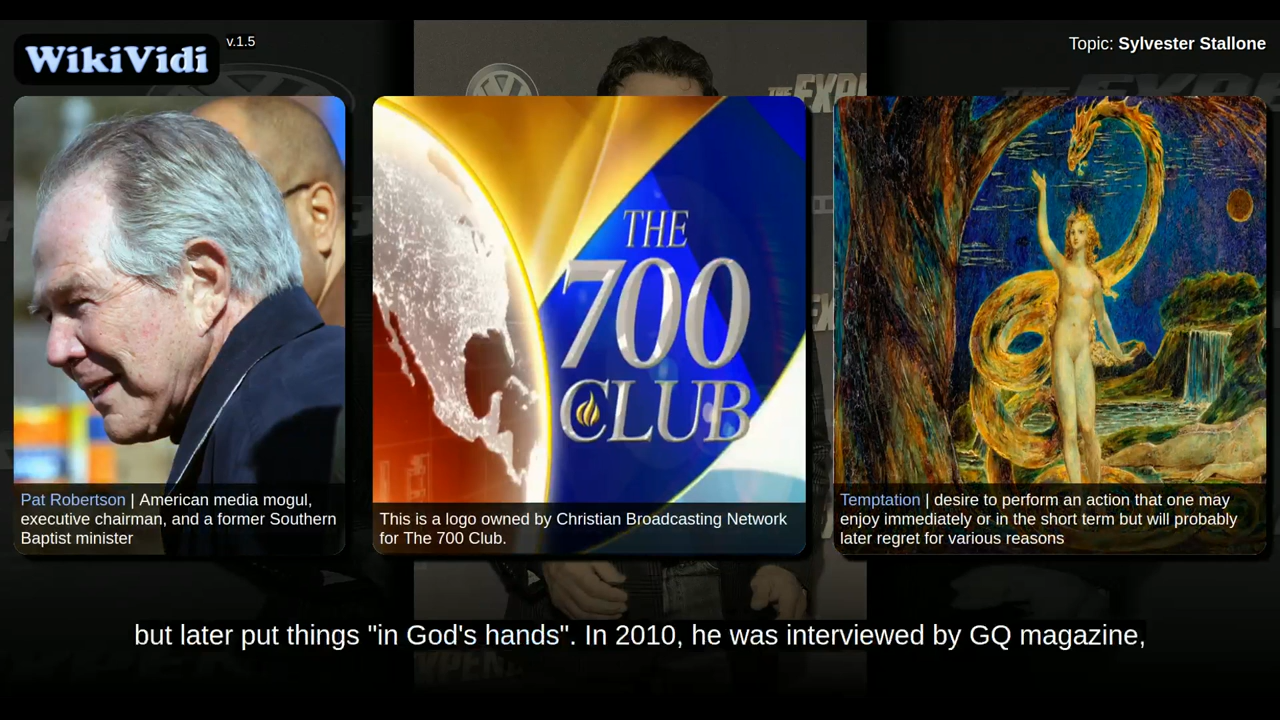 WikiVidi
v.1.5
Topic: Sylvester Stallone
THE EXP
THE
700
CLUB
Pat Robertson | American media mogul,
executive chairman, and a former Southern
Baptist minister
This is a logo owned by Christian Broadcasting Network
for The 700 Club.
Temptation | desire to perform an action that one may
enjoy immediately or in the short term but will probably
later regret for various reasons
but later put things "in God's hands". In 2010, he was interviewed by GQ magazine,